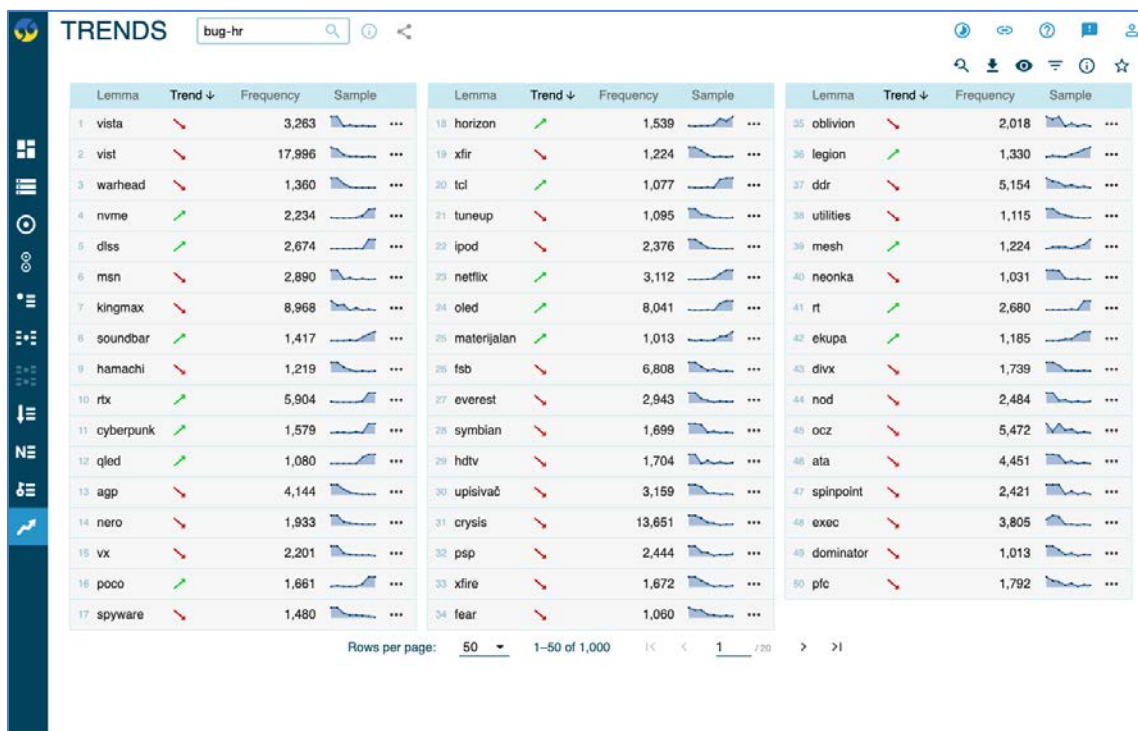 TRENDS bug-hr
Lemma Trend ↓ Frequency Sample
1 vista 3,263
2 vist 17,996
3 warhead 1,360
4 nvme 2,234
5 dlss 2,674
6 msn 2,890
7 kingmax 8,968
8 soundbar 1,417
9 hamachi 1,219
10 rtx 5,904
11 cyberpunk 1,579
12 qled 1,080
13 agp 4,144
14 nero 1,933
15 vx 2,201
16 poco 1,661
17 spyware 1,480
Lemma Trend ↓ Frequency Sample
18 horizon 1,539
19 xfir 1,224
20 tcl 1,077
21 tuneup 1,095
22 ipod 2,376
23 netflix 3,112
24 oled 8,041
25 materijalan 1,013
26 fsb 6,808
27 everest 2,943
28 symbian 1,699
29 hdtv 1,704
30 upisivač 3,159
31 crysis 13,651
32 psp 2,444
33 xfire 1,672
34 fear 1,060
Lemma Trend ↓ Frequency Sample
35 oblivion 2,018
36 legion 1,330
37 ddr 5,154
38 utilities 1,115
39 mesh 1,224
40 neonka 1,031
41 rt 2,680
42 ekupa 1,185
43 divx 1,739
44 nod 2,484
45 ocz 5,472
46 ata 4,451
47 spinpoint 2,421
48 exec 3,805
49 dominator 1,013
50 pfc 1,792
Rows per page: 50 1–50 of 1,000 1 / 20